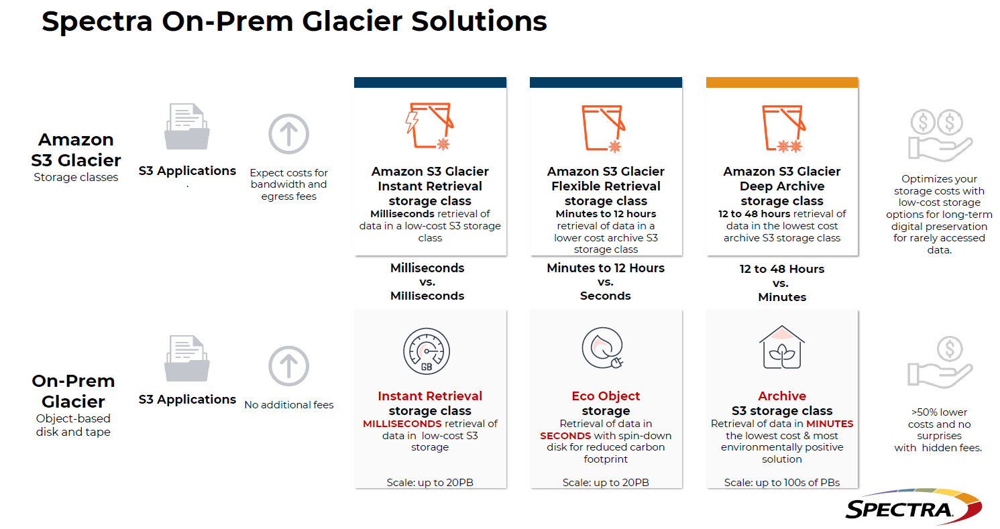 Spectra On-Prem Glacier Solutions
Amazon
S3 Glacier
Storage classes
S3 Applications
.
Expect costs for
bandwidth and
egress fees
Amazon S3 Glacier
Instant Retrieval
storage class
Milliseconds retrieval of
data in a low-cost S3 storage
class
Amazon S3 Glacier
Flexible Retrieval
storage class
Minutes to 12 hours
retrieval of data in a
lower cost archive S3
storage class
Amazon S3 Glacier
Deep Archive
storage class
12 to 48 hours retrieval of
data in the lowest cost
archive S3 storage class
Optimizes your
storage costs with
low-cost storage
options for long-term
digital preservation
for rarely accessed
data.
Milliseconds
vs.
Milliseconds
Minutes to 12 Hours
vs.
Seconds
12 to 48 Hours
vs.
Minutes
On-Prem
Glacier
Object-based
disk and tape
S3 Applications
No additional fees
GB
Instant Retrieval
storage class
MILLISECONDS retrieval of
data in low-cost S3
storage
Scale: up to 20PB
Eco Object
storage
Retrieval of data in
SECONDS with spin-down
disk for reduced carbon
footprint
Scale: up to 20PB
Archive
S3 storage class
Retrieval of data in MINUTES
the lowest cost & most
environmentally positive
solution
Scale: up to 100s of PBs
>50% lower
costs and no
surprises
with hidden fees.
SPECTRA